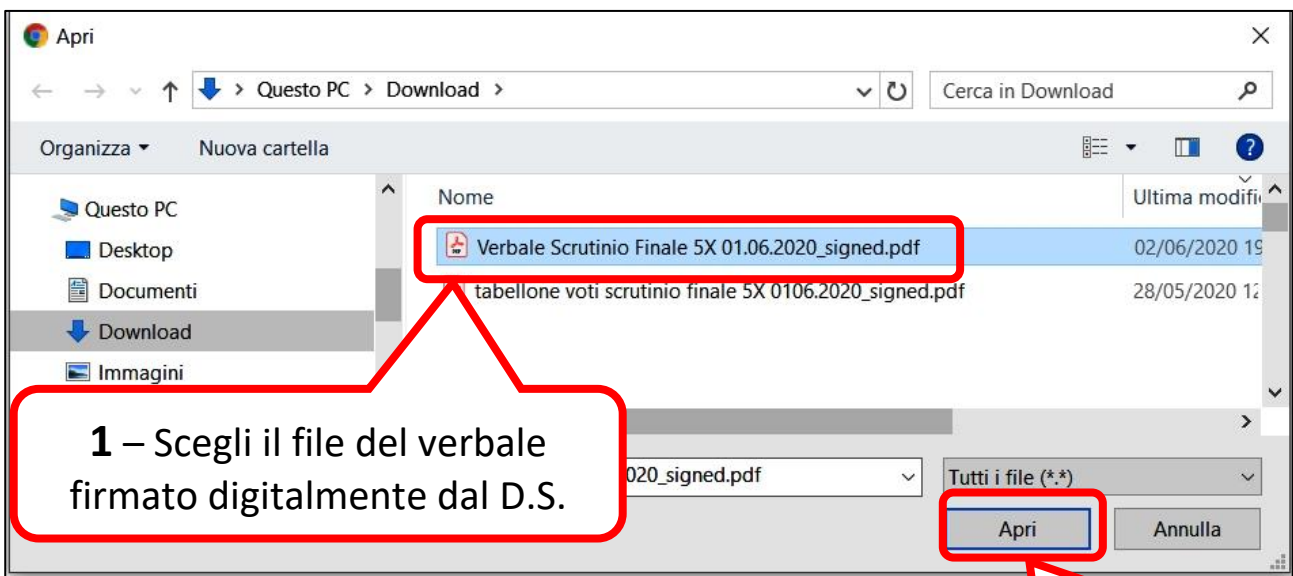 Apri
Questo PC > Download >
Cerca in Download
Organizza
Nuova cartella
Nome
Ultima modifi
Questo PC
Desktop
Documenti
Download
Immagini
Verbale Scrutinio Finale 5X 01.06.2020_signed.pdf
02/06/2020 19
tabellone voti scrutinio finale 5X 0106.2020_signed.pdf
28/05/2020 12
1 – Scegli il file del verbale
firmato digitalmente dal D.S.
020_signed.pdf
Tutti i file (*.*)
Apri
Annulla